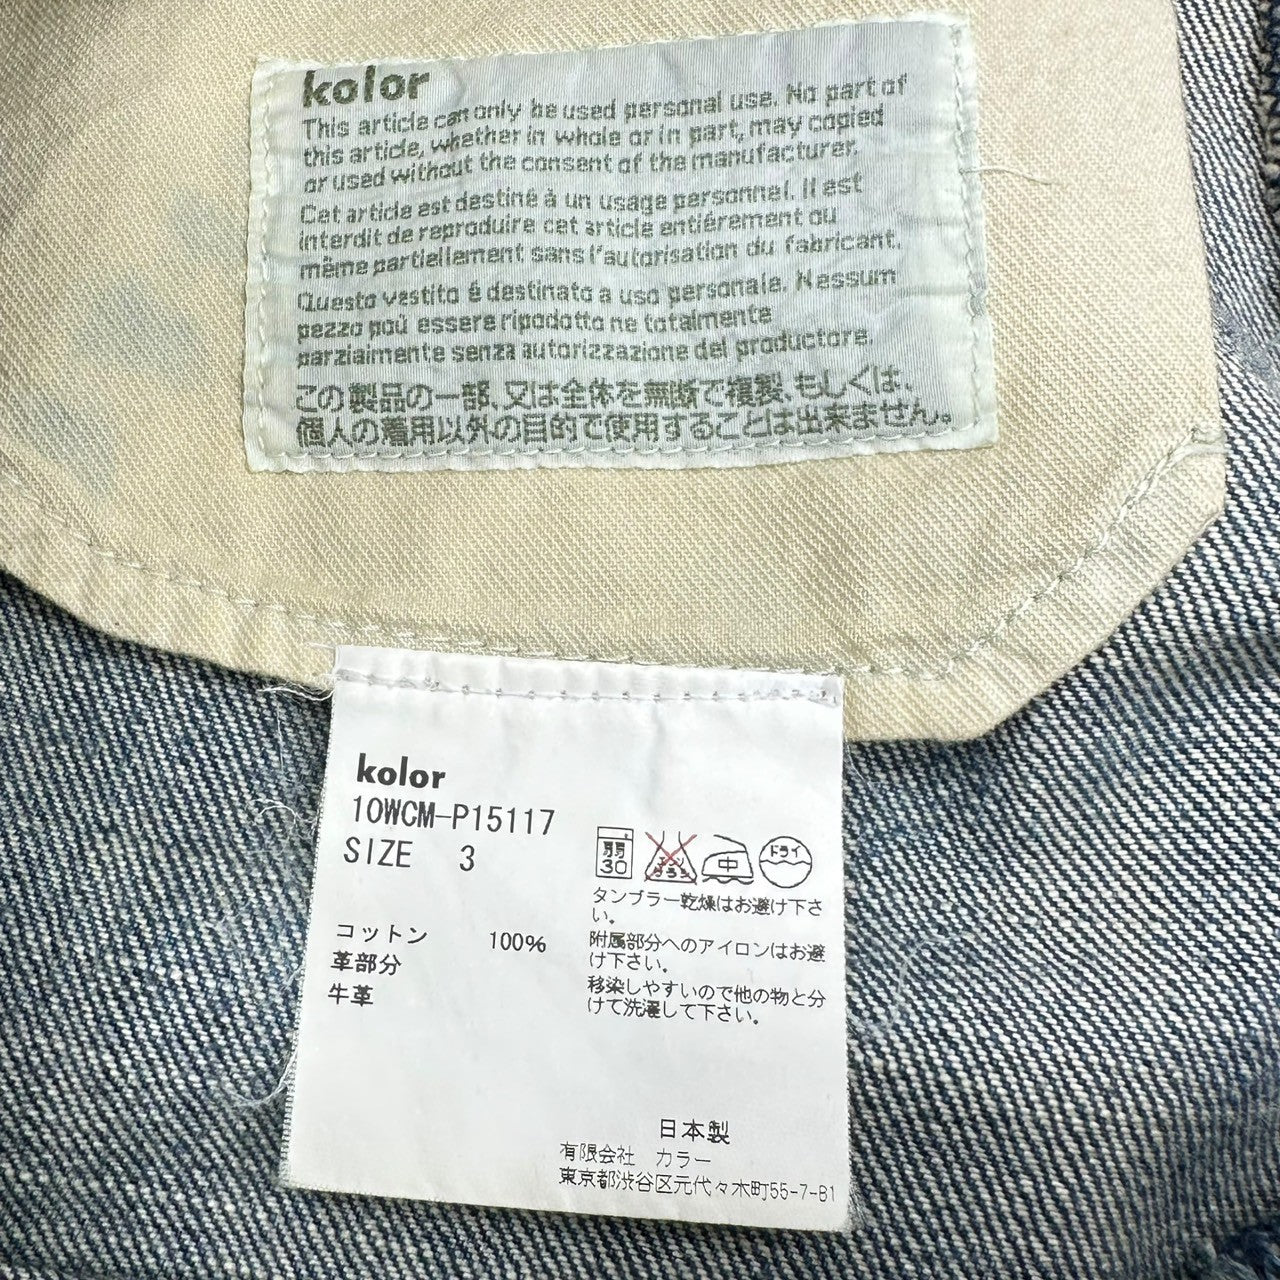 kolor
This article can only be used personal use. No part of
this article, whether in whole or in part, may copied
or used without the consent of the manufacturer.
Cet article est destiné à un usage personnel. Il est
interdit de reproduire cet article entiérement ou
même partiellement sans l'autorisation du fabricant.
Questo vestito é destinato a uso personale. Nessum
pezzo poù essere ripodotto ne totalmente
parzialmente senza autorizzazione del productore.
この製品の一部、又は全体を無断で複製、もしくは、
個人の着用以外の目的で使用することは出来ません。
kolor
10WCM-P15117
SIZE 3
コットン 100%
革部分
牛革
弱 30 エンソ サラシ 中 ドライ
タンブラー乾燥はお避け下さ
い。
附属部分へのアイロンはお避
け下さい。
移染しやすいので他の物と分
けて洗濯して下さい。
日本製
有限会社 カラー
東京都渋谷区元代々木町55-7-B1